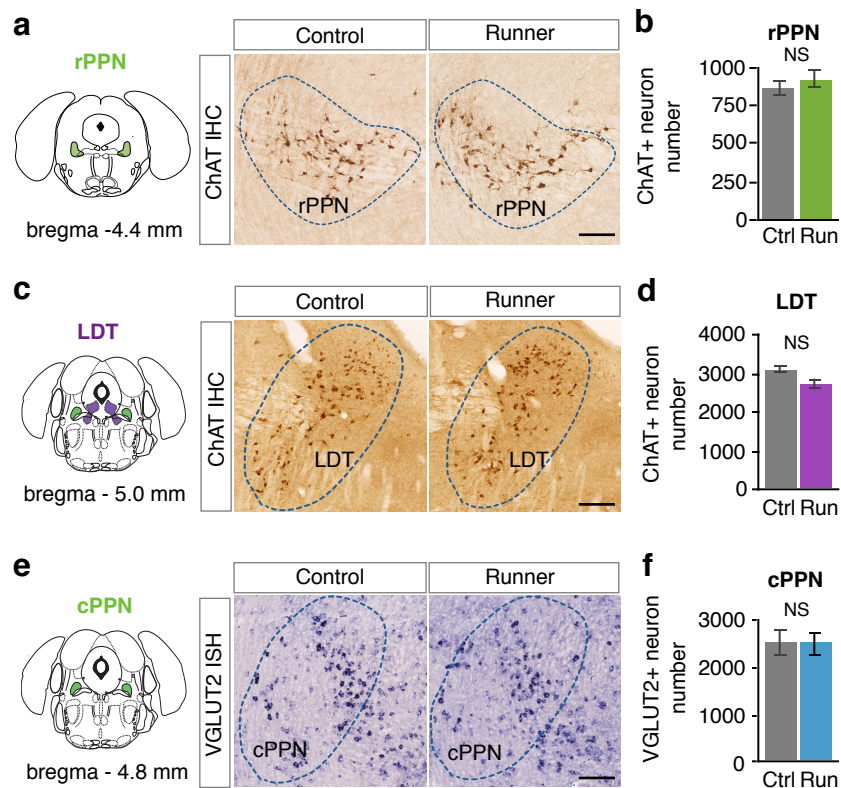 a
rPPN
bregma -4.4 mm
ChAT IHC
Control
Runner
rPPN
rPPN
b
rPPN
NS
ChAT+ neuron
number
1000
750
500
250
0
Ctrl Run
c
LDT
bregma - 5.0 mm
ChAT IHC
Control
Runner
LDT
LDT
d
LDT
NS
ChAT+ neuron
number
4000
3000
2000
1000
0
Ctrl Run
e
cPPN
bregma - 4.8 mm
VGLUT2 ISH
Control
Runner
cPPN
cPPN
f
cPPN
NS
VGLUT2+ neuron
number
3000
2000
1000
0
Ctrl Run